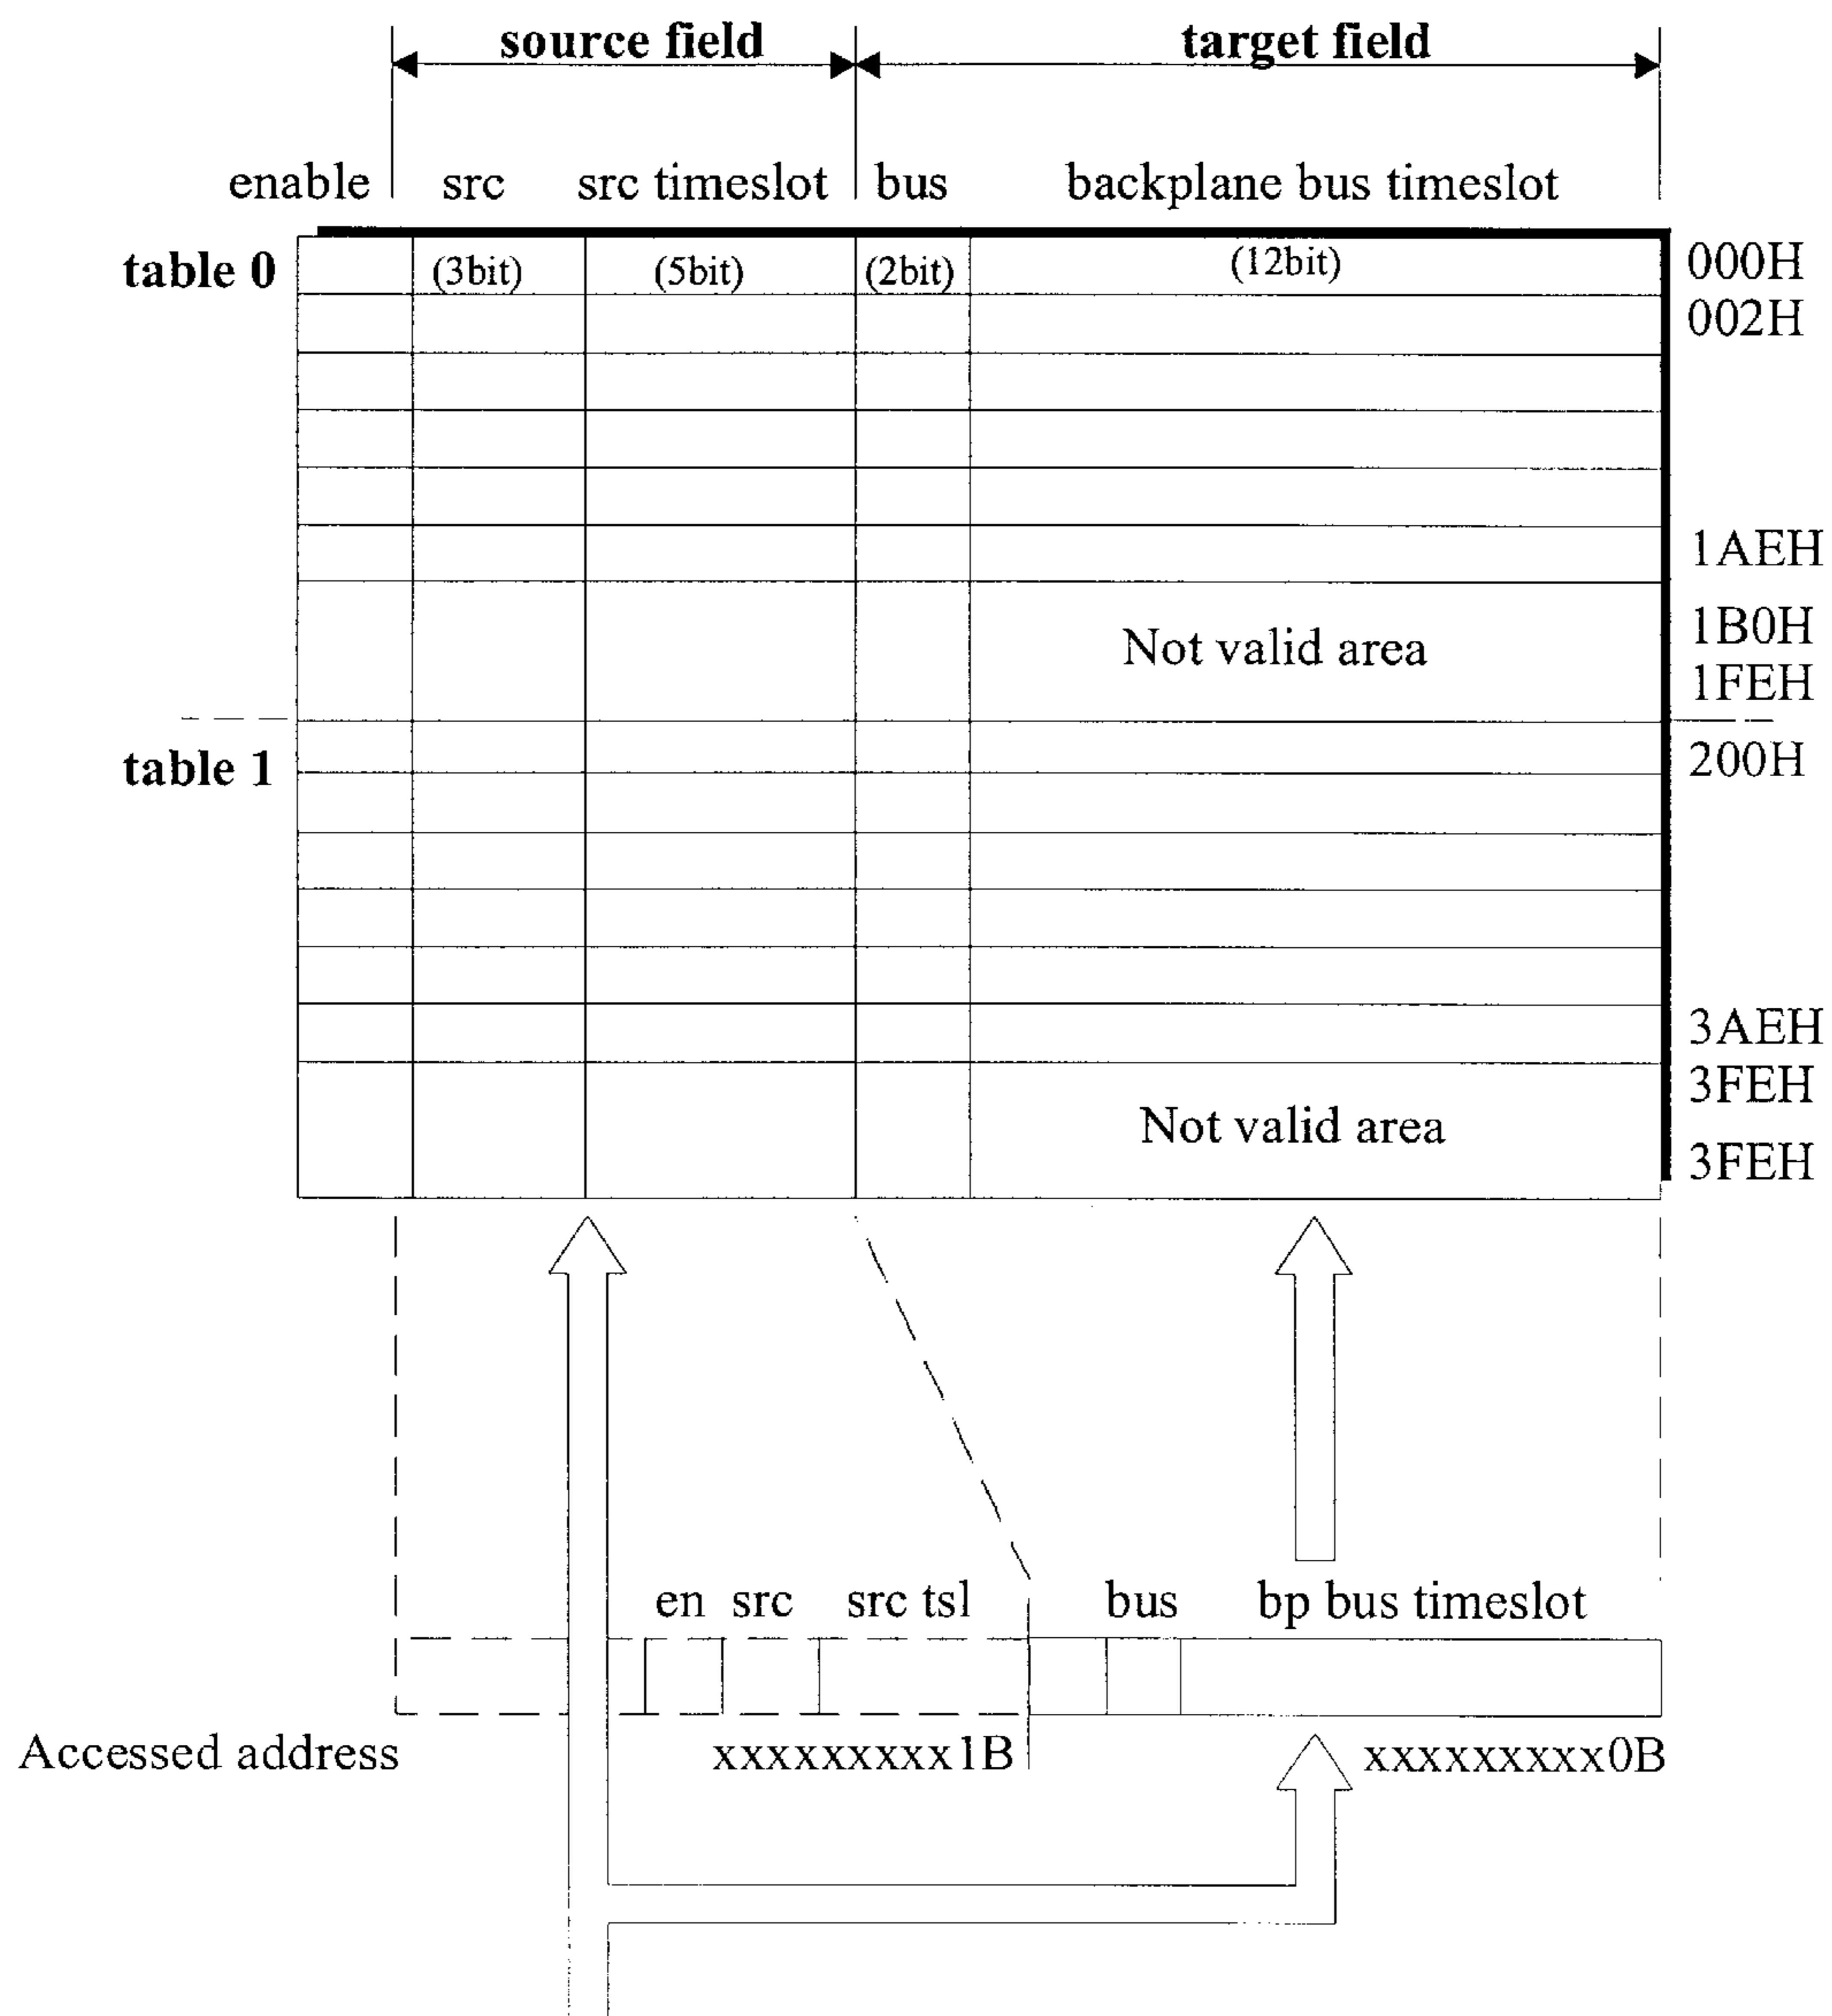 source field target field
enable src src timeslot bus backplane bus timeslot
table 0 (3bit) (5bit) (2bit) (12bit) 000H
002H
1AEH
Not valid area 1B0H
1FEH
table 1 200H
3AEH
3FEH
Not valid area
3FEH
en src src tsl bus bp bus timeslot
Accessed address xxxxxxxxx1B xxxxxxxxx0B